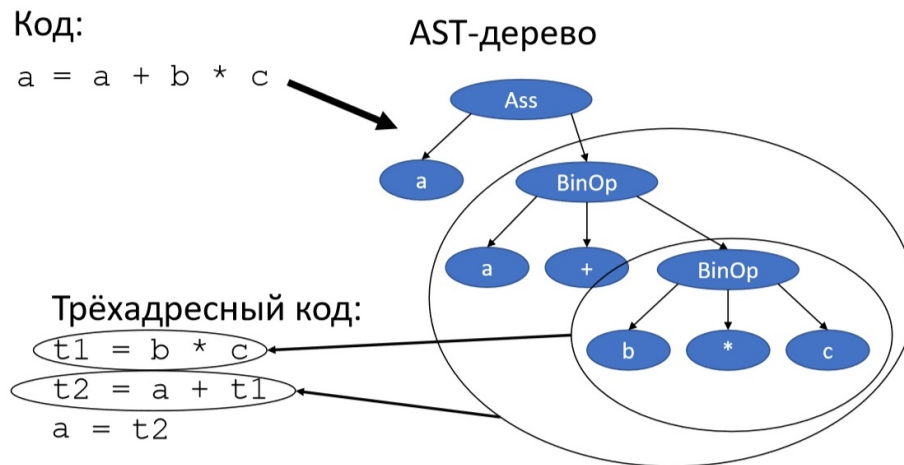 Код:
a = a + b * c
AST-дерево
Ass
a
BinOp
a
+
BinOp
b
*
c
Трёхадресный код:
t1 = b * c
t2 = a + t1
a = t2